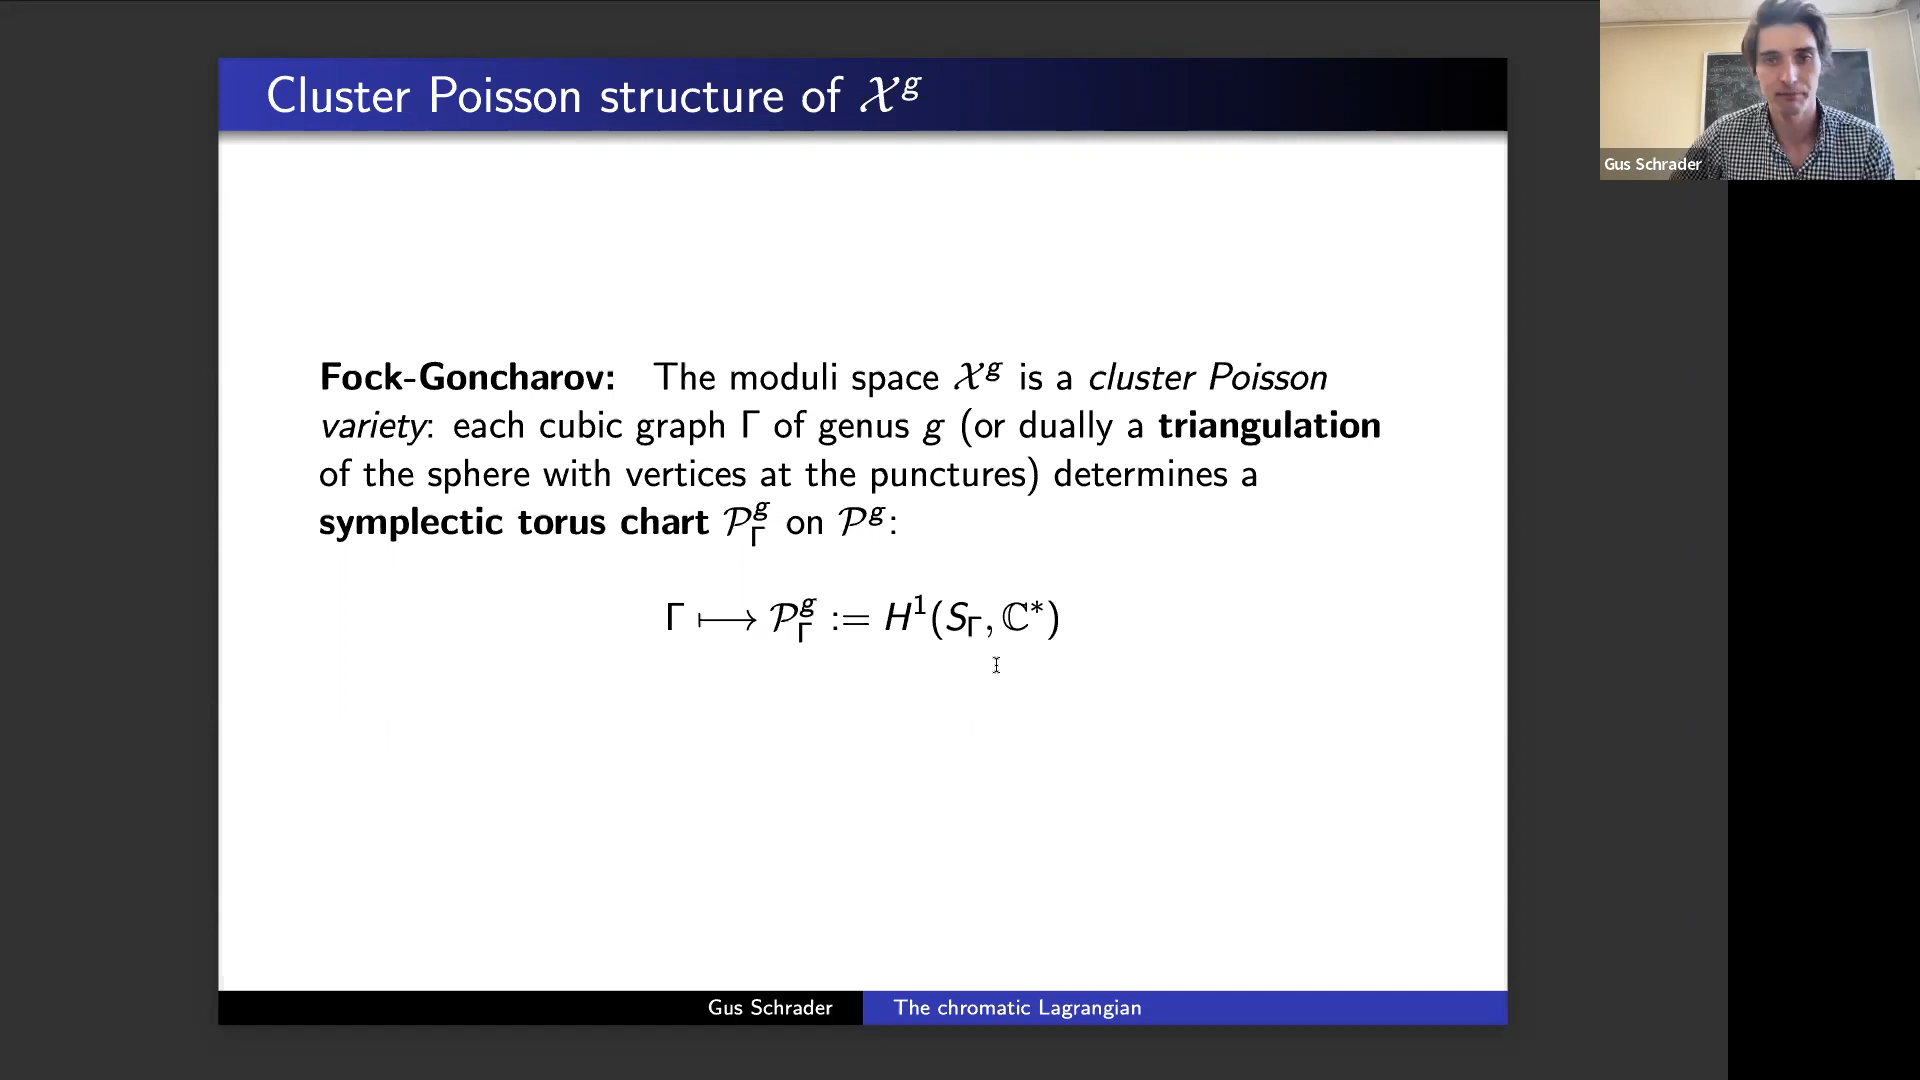 Cluster Poisson structure of 𝒳^g
Fock-Goncharov: The moduli space 𝒳^g is a cluster Poisson
variety: each cubic graph Γ of genus g (or dually a triangulation
of the sphere with vertices at the punctures) determines a
symplectic torus chart 𝒫_Γ^g on 𝒫^g:
Γ ⟼ 𝒫_Γ^g := H^1(S_Γ, ℂ*)
Gus Schrader
The chromatic Lagrangian
Gus Schrader